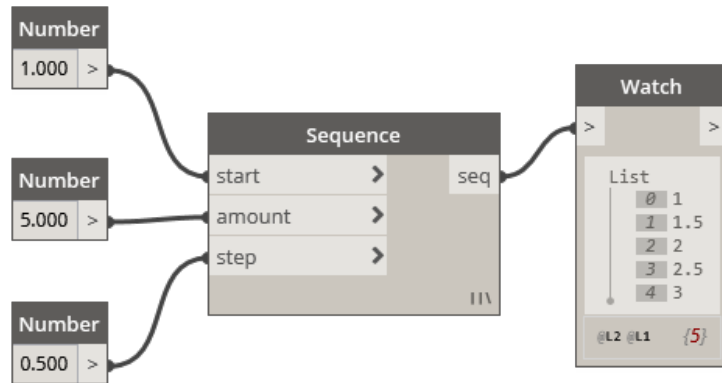 Number
1.000 >
Number
5.000 >
Number
0.500 >
Sequence
start >
amount >
step >
seq
Watch
> >
List
0 1
1 1.5
2 2
3 2.5
4 3
@L2 @L1 {5}